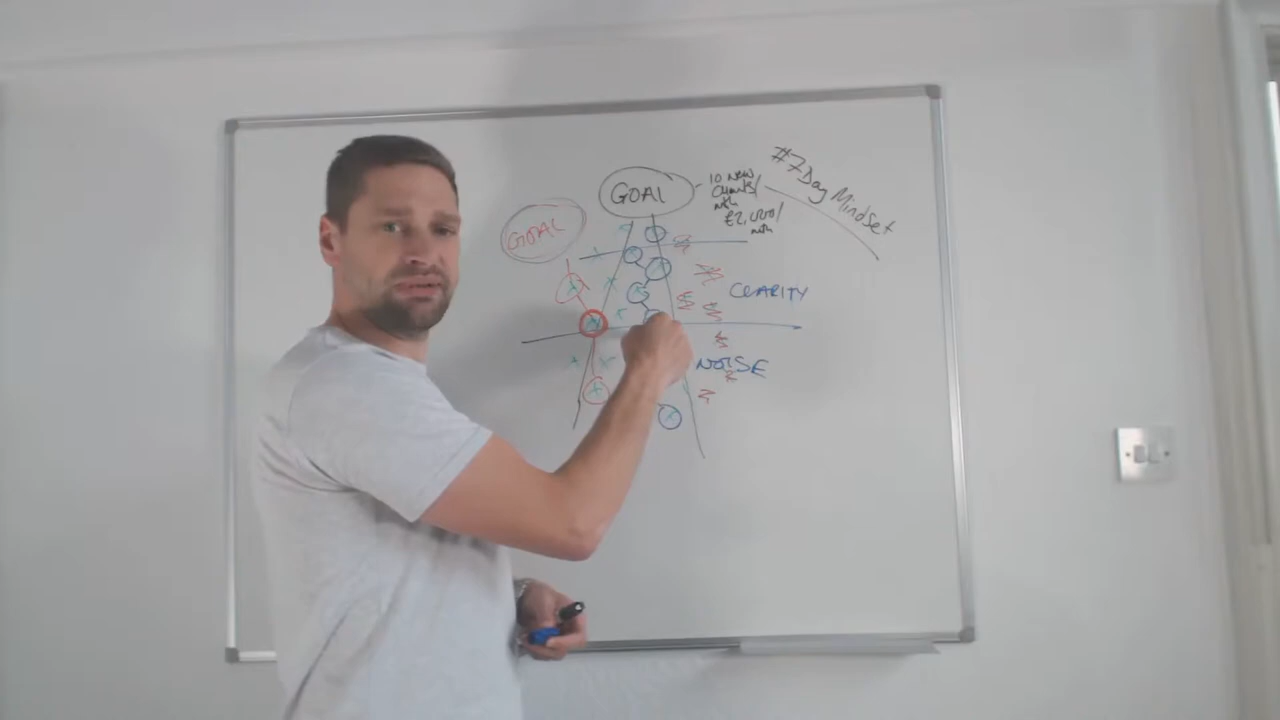 GOAL
10 NEW
CLIENTS/
mth
£2,000/
mth
#7Day MindSet
GOAL
CLARITY
NOISE